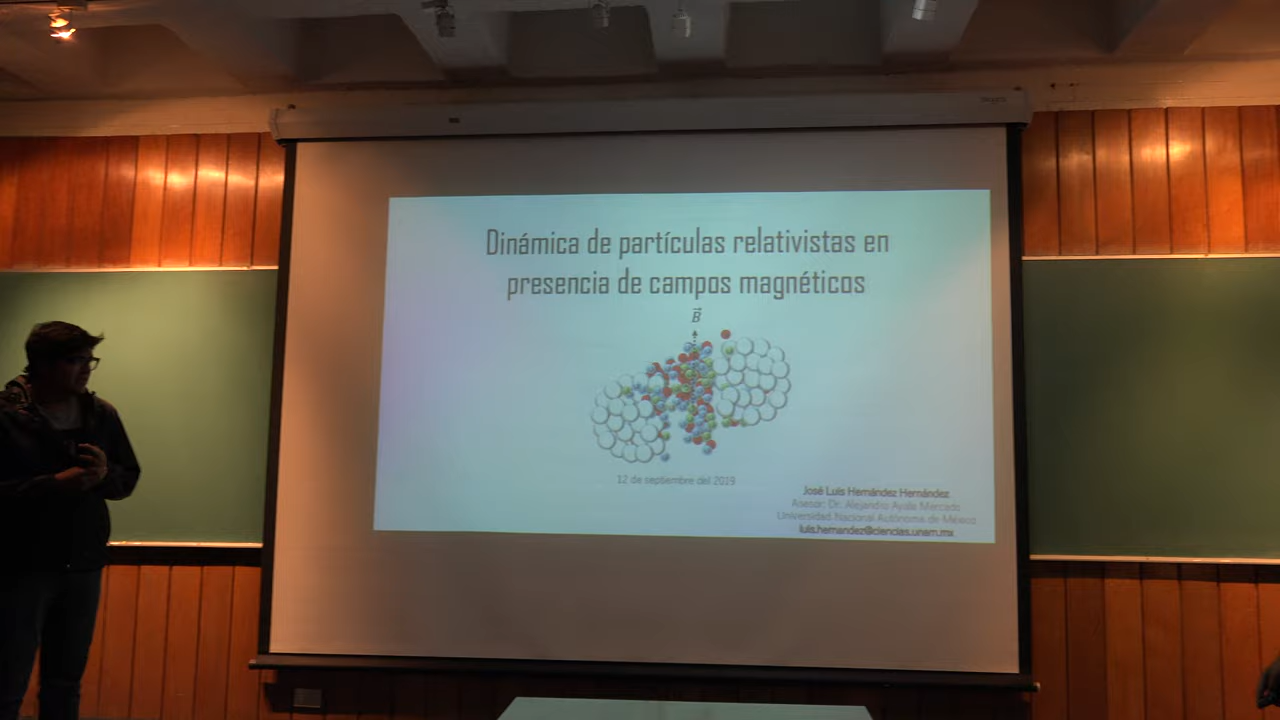 Dinámica de partículas relativistas en
presencia de campos magnéticos
B
12 de septiembre del 2019
José Luis Hernández Hernández
Asesor: Dr. Alejandro Ayala Mercado
Universidad Nacional Autónoma de México
luis.hernandez@ciencias.unam.mx